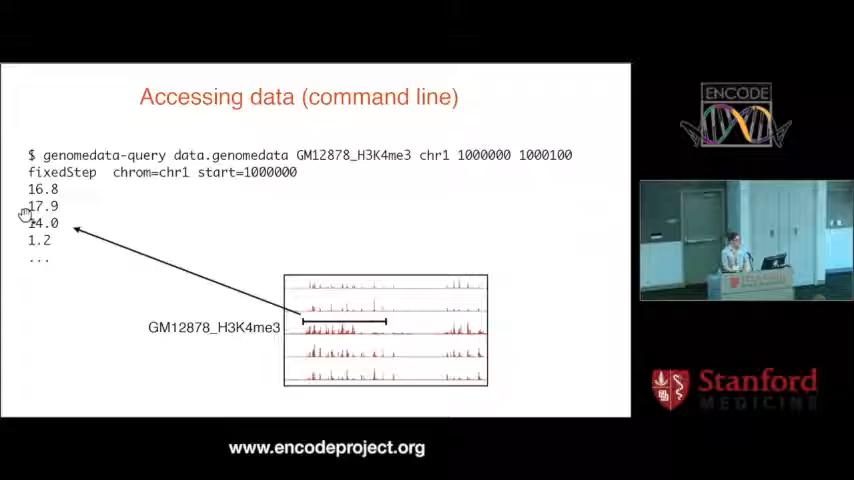 Accessing data (command line)
$ genomedata-query data.genomedata GM12878_H3K4me3 chr1 1000000 1000100
fixedStep chrom=chr1 start=1000000
16.8
17.9
14.0
1.2
...
GM12878_H3K4me3
ENCODE
Stanford
MEDICINE
www.encodeproject.org